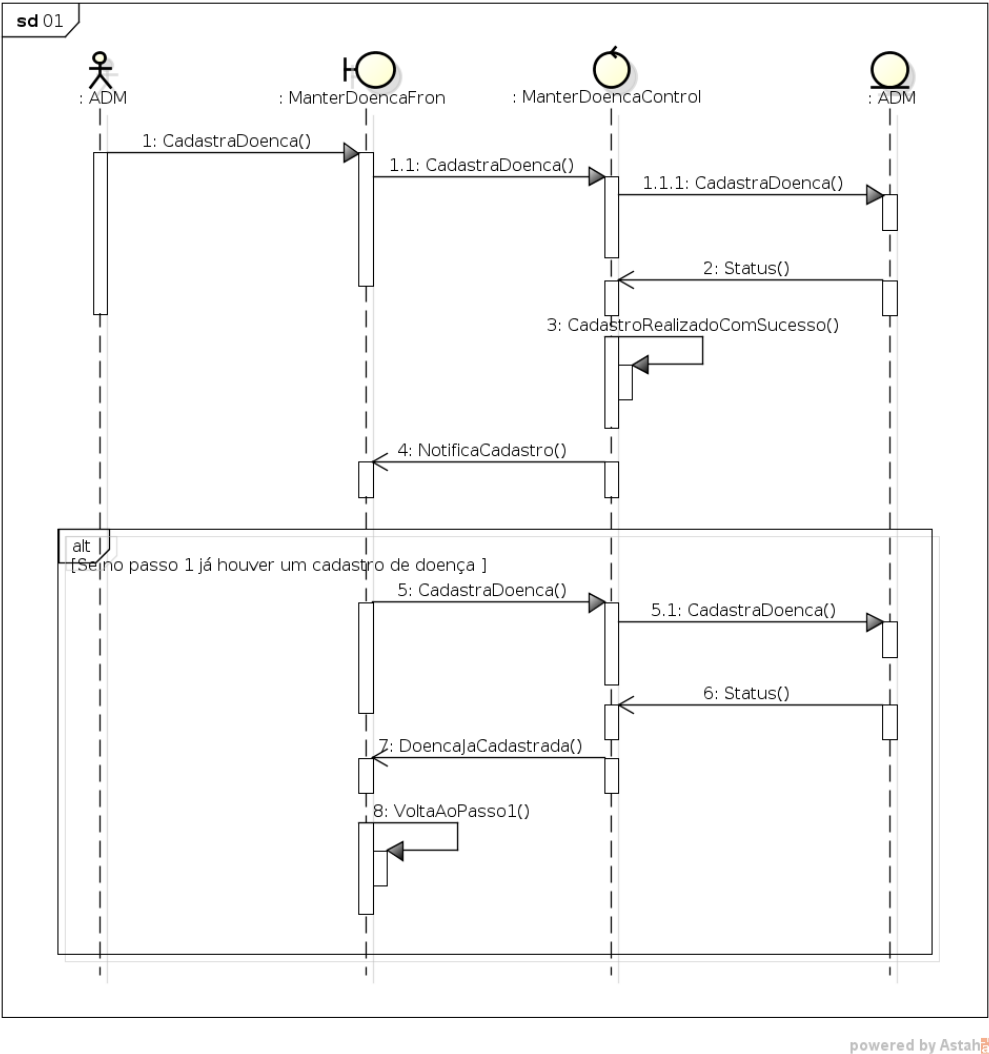 sd 01
: ADM
: ManterDoencaFron
: ManterDoencaControl
: ADM
1: CadastraDoenca()
1.1: CadastraDoenca()
1.1.1: CadastraDoenca()
2: Status()
3: CadastroRealizadoComSucesso()
4: NotificaCadastro()
alt
[Se no passo 1 já houver um cadastro de doença ]
5: CadastraDoenca()
5.1: CadastraDoenca()
6: Status()
7: DoencaJaCadastrada()
8: VoltaAoPasso1()
powered by Astah